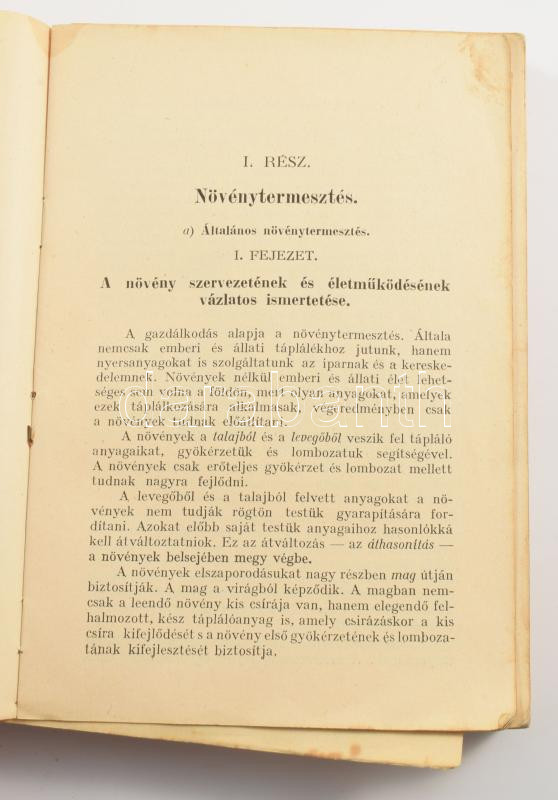 I. RÉSZ.
Növénytermesztés.
a) Általános növénytermesztés.
I. FEJEZET.
A növény szervezetének és életműködésének
vázlatos ismertetése.
A gazdálkodás alapja a növénytermesztés. Általa
nemcsak emberi és állati táplálékhoz jutunk, hanem
nyersanyagokat is szolgáltatunk az iparnak és a keres-
kedelemnek. Növények nélkül emberi és állati élet lehet-
séges sem volna a földön, mert olyan anyagokat, amelyek
ezek táplálkozására alkalmasak, végeredményben csak
a növények tudnak előállítani.
A növények a talajból és a levegőből veszik fel tápláló
anyagaikat, gyökérzetük és lombozatuk segítségével.
A növények csak erőteljes gyökérzet és lombozat mellett
tudnak nagyra fejlődni.
A levegőből és a talajból felvett anyagokat a nö-
vények nem tudják rögtön testük gyarapítására for-
dítani. Azokat előbb saját testük anyagaihoz hasonlókká
kell átváltoztatniok. Ez az átváltozás — az áthasonítás —
a növények belsejében megy végbe.
A növények elszaporodásukat nagy részben mag útján
biztosítják. A mag a virágból képződik. A magban nem-
csak a leendő növény kis csírája van, hanem elegendő fel-
halmozott, kész táplálóanyag is, amely csirázáskor a kis
csíra kifejlődését s a növény első gyökérzetének és lomboza-
tának kifejlesztését biztosítja.
darabanth